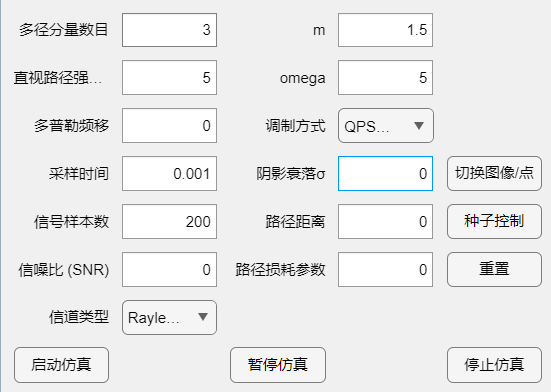 多径分量数目 3 m 1.5
直视路径强... 5 omega 5
多普勒频移 0 调制方式 QPS...
采样时间 0.001 阴影衰落σ 0 切换图像/点
信号样本数 200 路径距离 0 种子控制
信噪比 (SNR) 0 路径损耗参数 0 重置
信道类型 Rayle...
启动仿真 暂停仿真 停止仿真